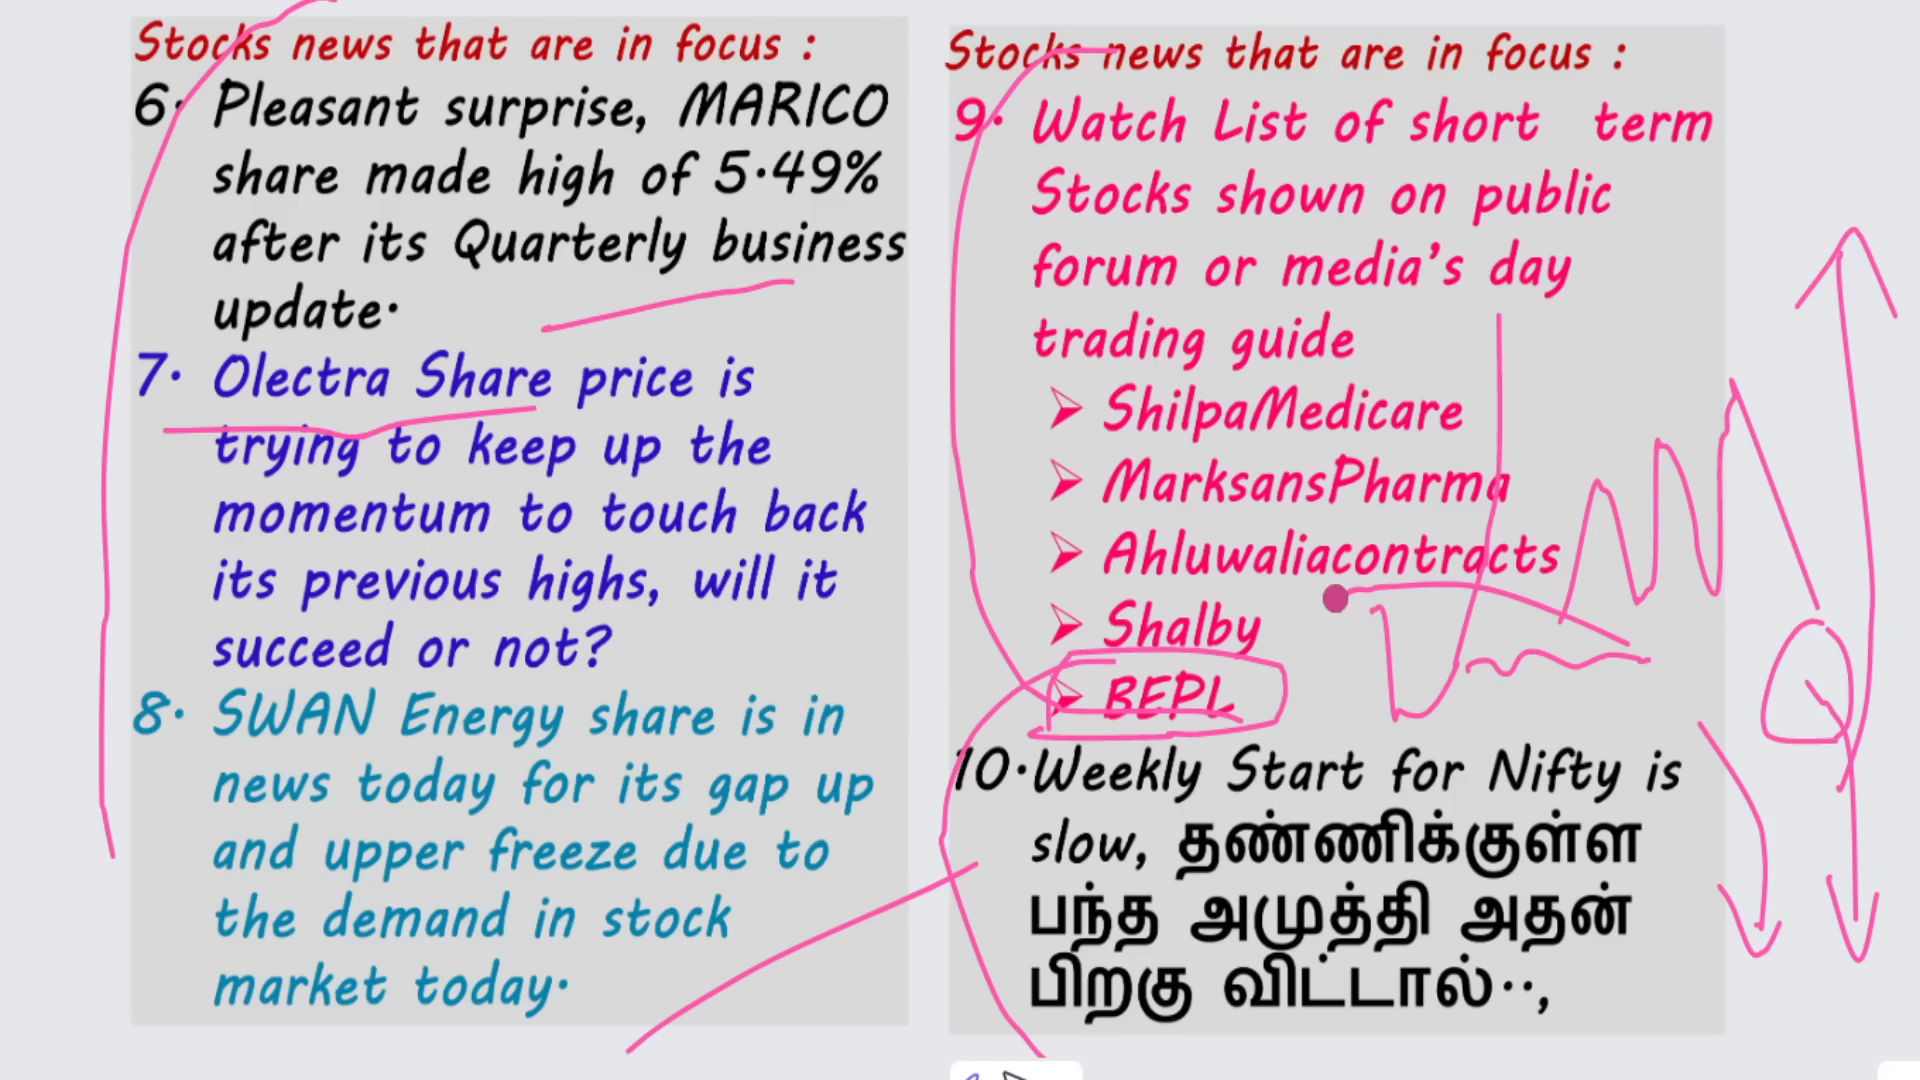 Stocks news that are in focus :
6. Pleasant surprise, MARICO
share made high of 5.49%
after its Quarterly business
update.
7. Olectra Share price is
trying to keep up the
momentum to touch back
its previous highs, will it
succeed or not?
8. SWAN Energy share is in
news today for its gap up
and upper freeze due to
the demand in stock
market today.
Stocks news that are in focus :
9. Watch List of short term
Stocks shown on public
forum or media's day
trading guide
➢ ShilpaMedicare
➢ MarksansPharma
➢ Ahluwaliacontracts
➢ Shalby
➢ BEPL
10. Weekly Start for Nifty is
slow, தண்ணிக்குள்ள
பந்த அமுத்தி அதன்
பிறகு விட்டால்..,